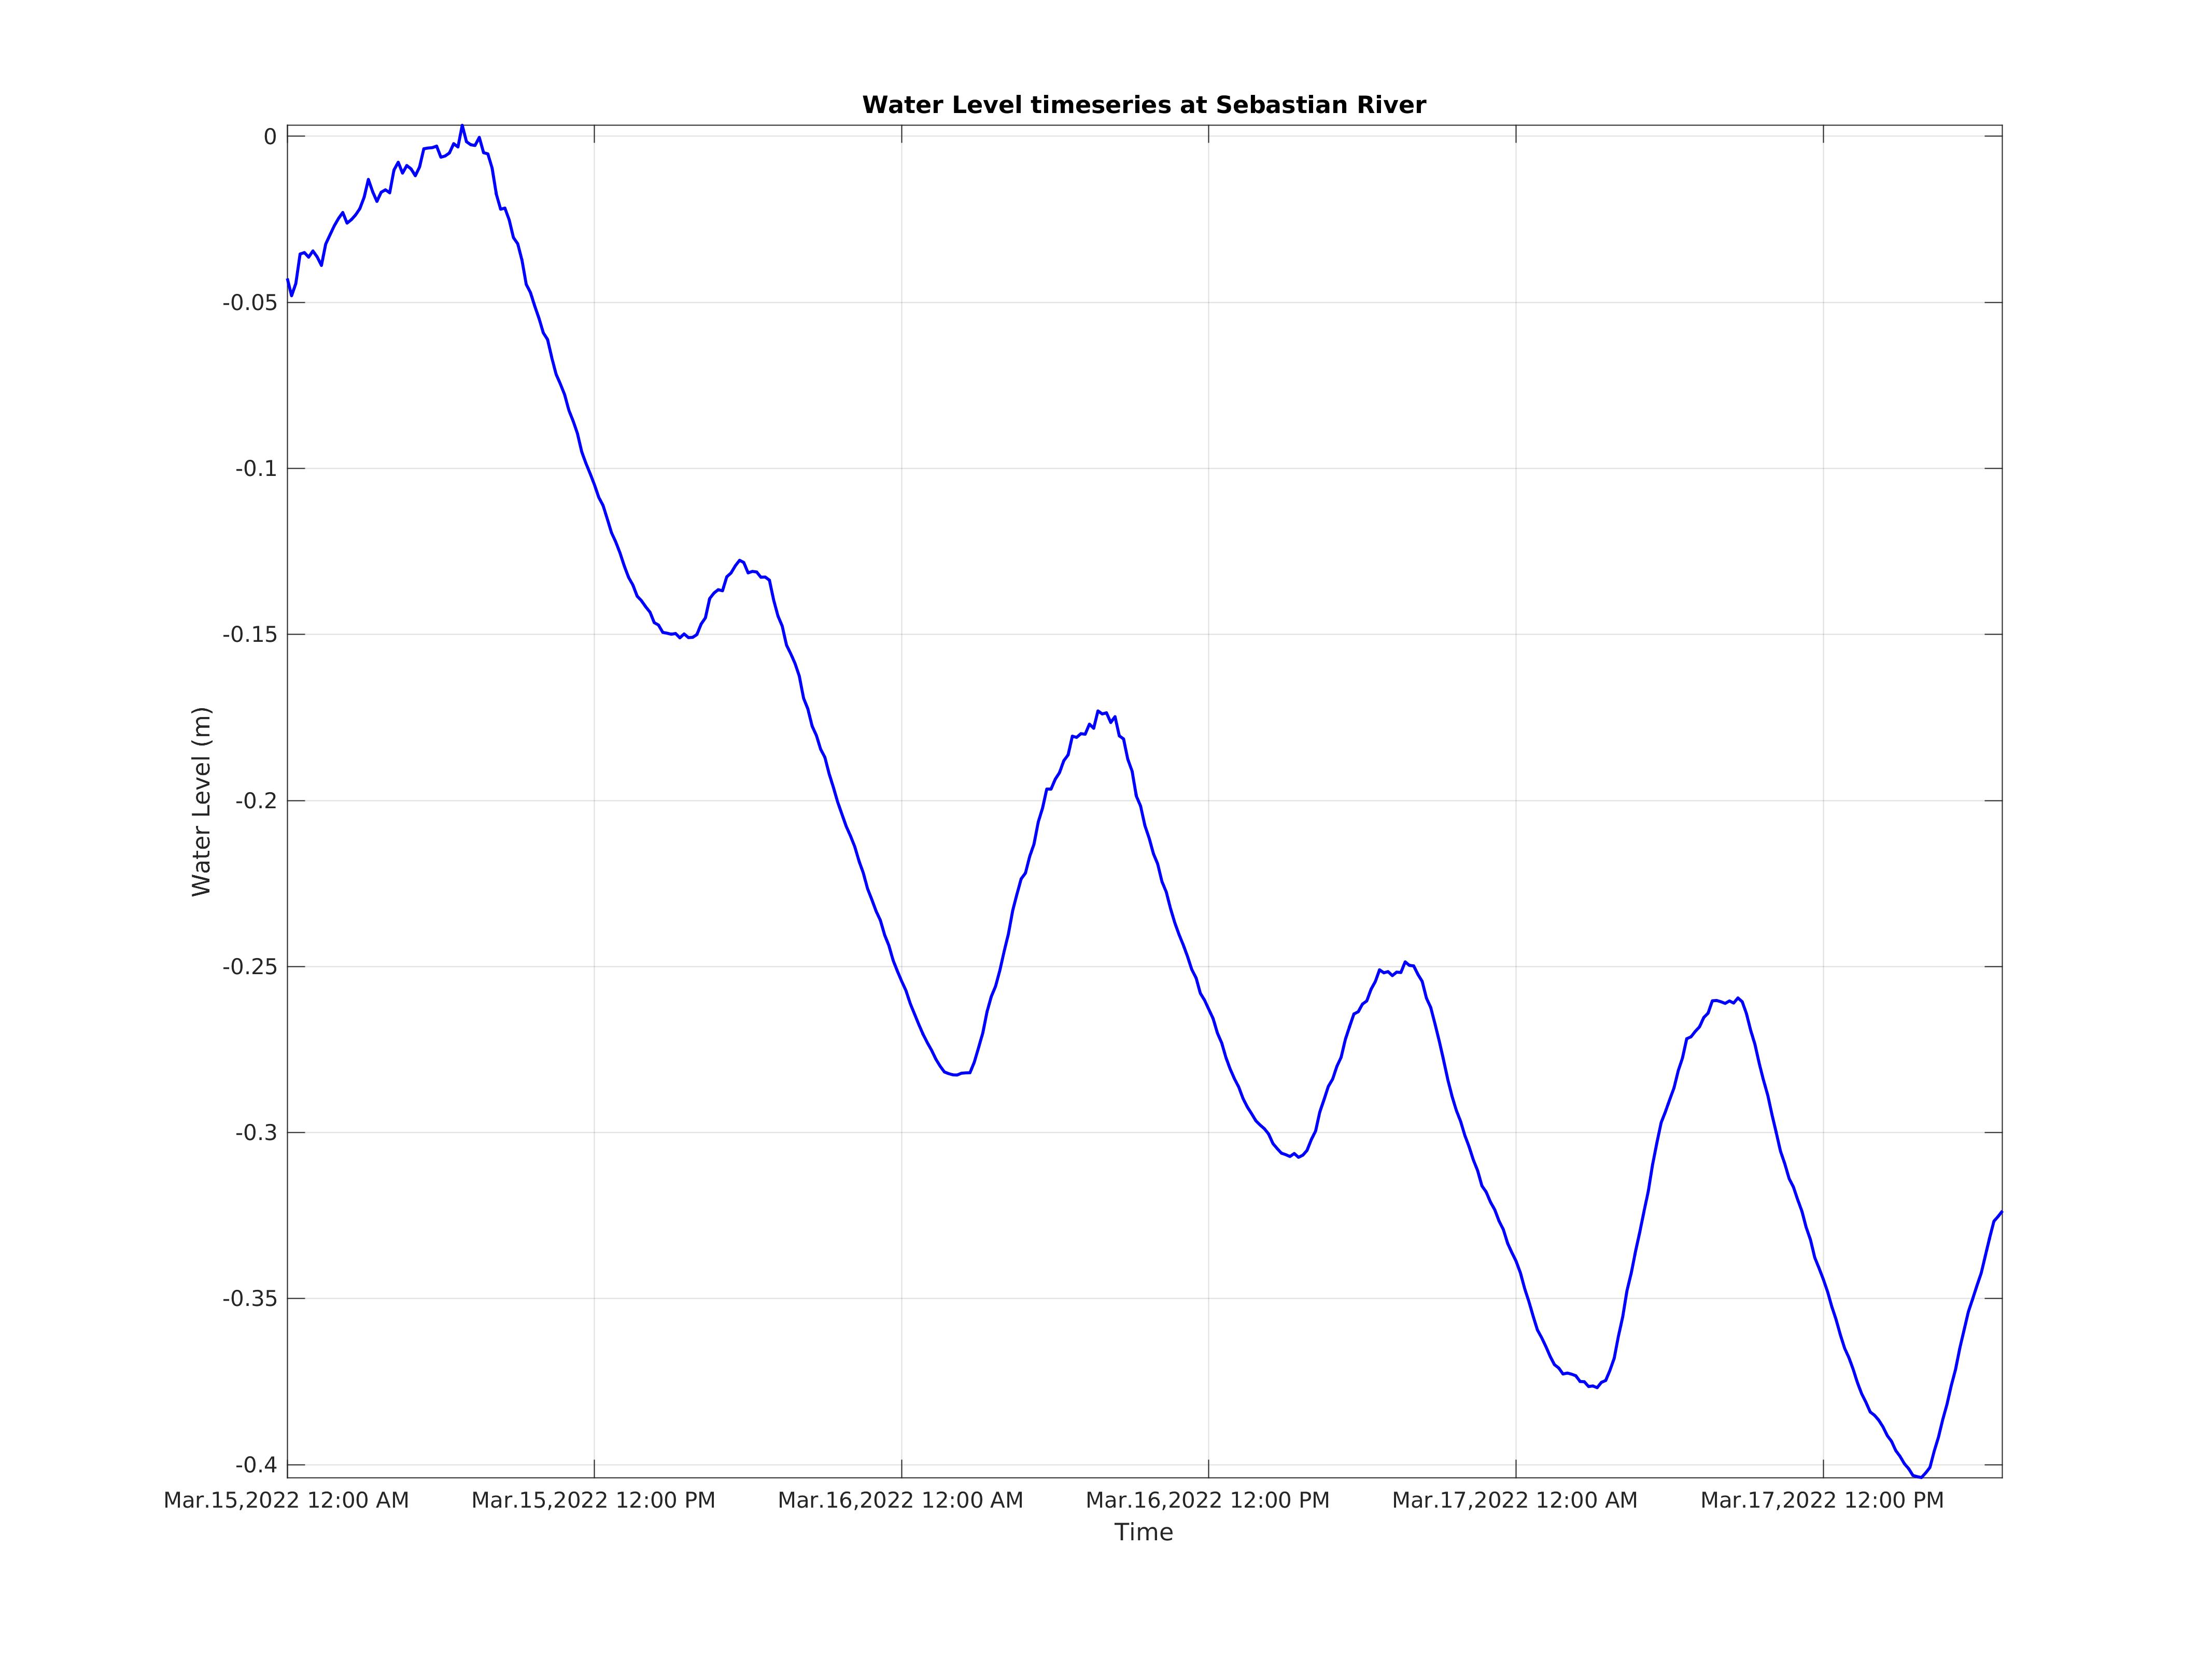 Water Level timeseries at Sebastian River
0
-0.05
-0.1
-0.15
-0.2
-0.25
-0.3
-0.35
-0.4
Water Level (m)
Mar.15,2022 12:00 AM
Mar.15,2022 12:00 PM
Mar.16,2022 12:00 AM
Mar.16,2022 12:00 PM
Mar.17,2022 12:00 AM
Mar.17,2022 12:00 PM
Time